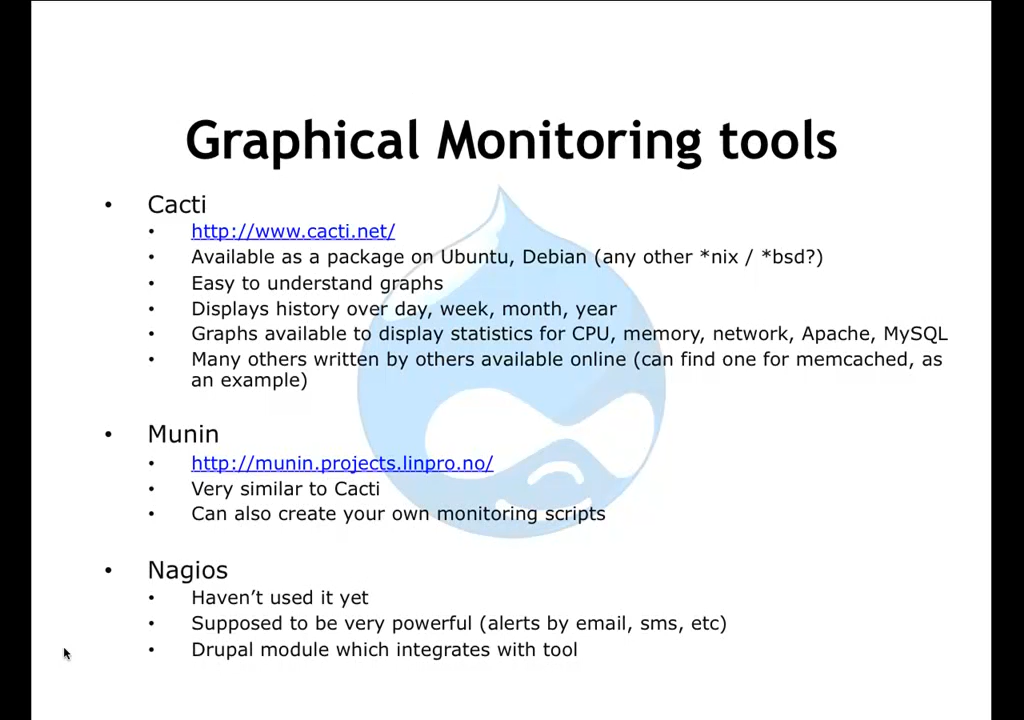 Graphical Monitoring tools
• Cacti
• http://www.cacti.net/
• Available as a package on Ubuntu, Debian (any other *nix / *bsd?)
• Easy to understand graphs
• Displays history over day, week, month, year
• Graphs available to display statistics for CPU, memory, network, Apache, MySQL
• Many others written by others available online (can find one for memcached, as
an example)
• Munin
• http://munin.projects.linpro.no/
• Very similar to Cacti
• Can also create your own monitoring scripts
• Nagios
• Haven’t used it yet
• Supposed to be very powerful (alerts by email, sms, etc)
• Drupal module which integrates with tool